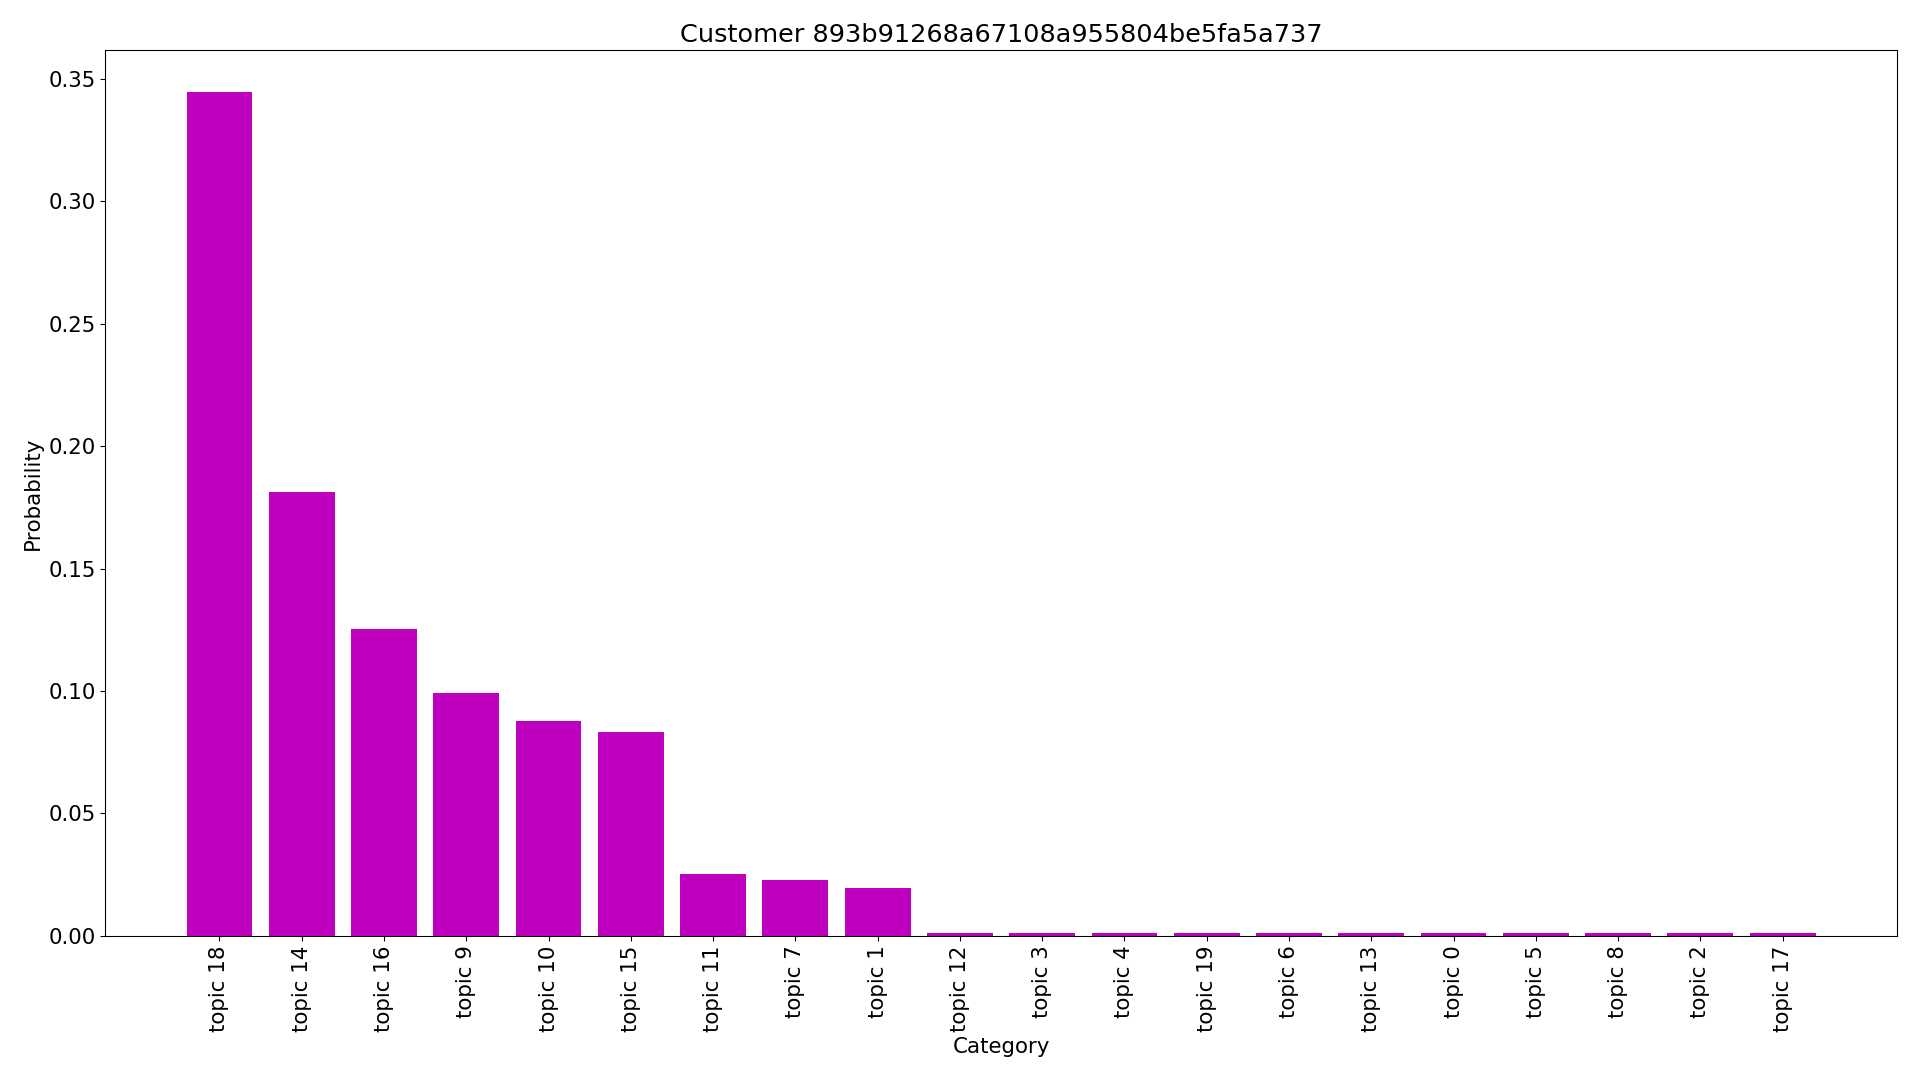 Customer 893b91268a67108a955804be5fa5a737
Probability
0.35
0.30
0.25
0.20
0.15
0.10
0.05
0.00
topic 18
topic 14
topic 16
topic 9
topic 10
topic 15
topic 11
topic 7
topic 1
topic 12
topic 3
topic 4
topic 19
topic 6
topic 13
topic 0
topic 5
topic 8
topic 2
topic 17
Category